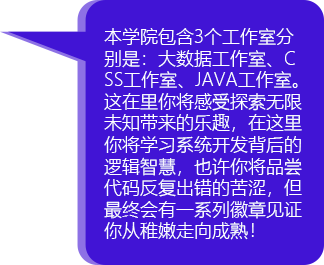 本学院包含3个工作室分
别是：大数据工作室、C
SS工作室、JAVA工作室。
这在里你将感受探索无限
未知带来的乐趣，在这里
你将学习系统开发背后的
逻辑智慧，也许你将品尝
代码反复出错的苦涩，但
最终会有一系列徽章见证
你从稚嫩走向成熟！